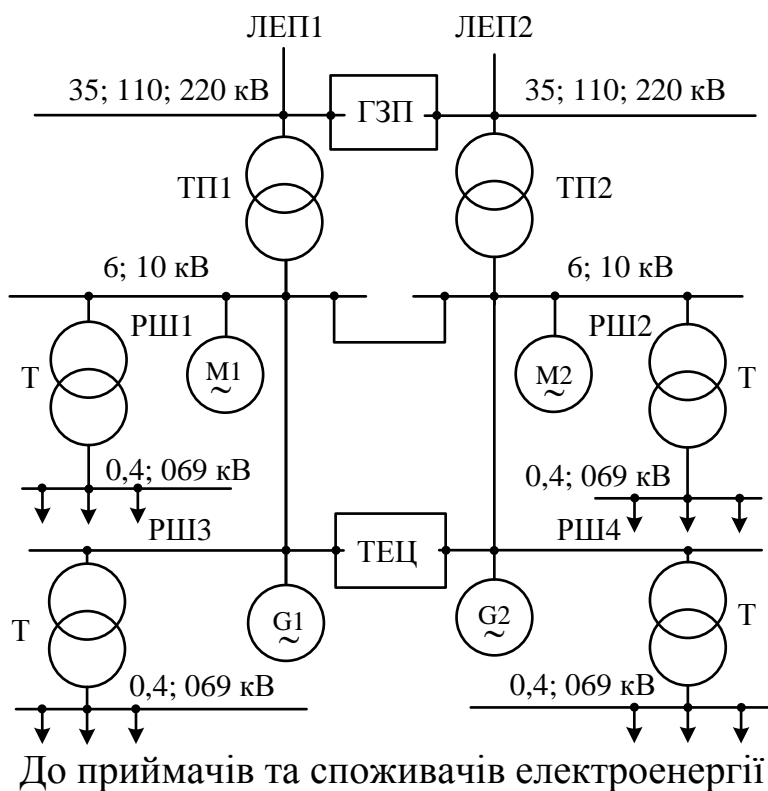 ЛЕП1 ЛЕП2
35; 110; 220 кВ ГЗП 35; 110; 220 кВ
ТП1 ТП2
6; 10 кВ 6; 10 кВ
РШ1 РШ2
Т М1 ~ М2 ~ Т
0,4; 069 кВ 0,4; 069 кВ
РШ3 ТЕЦ РШ4
Т G1 ~ G2 ~ Т
0,4; 069 кВ 0,4; 069 кВ
До приймачів та споживачів електроенергії